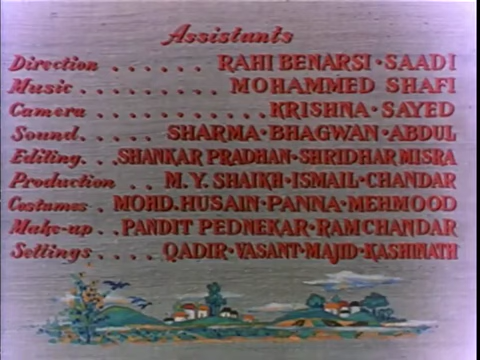 Assistants
Direction . . . . . . RAHI BENARSI • SAADI
Music . . . . . . . MOHAMMED SHAFI
Camera . . . . . . . . . . KRISHNA • SAYED
Sound. . . . . SHARMA • BHAGWAN • ABDUL
Editing. . . SHANKAR PRADHAN • SHRIDHAR MISRA
Production . . M. Y. SHAIKH • ISMAIL • CHANDAR
Costumes . MOHD. HUSAIN • PANNA • MEHMOOD
Make-up . . PANDIT PEDNEKAR • RAMCHANDAR
Settings . . . . QADIR • VASANT • MAJID • KASHINATH